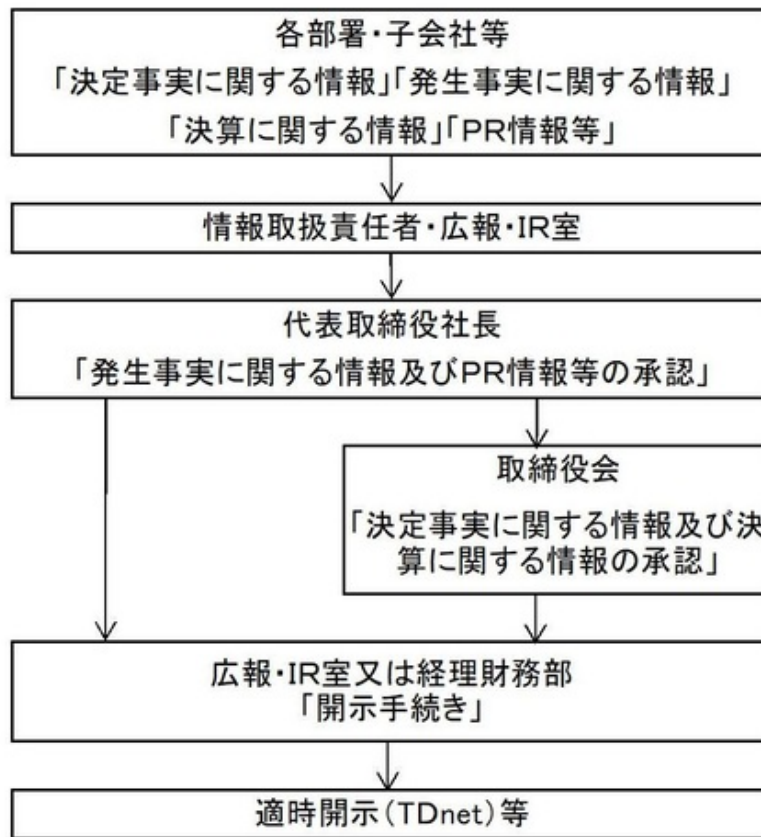 各部署・子会社等
「決定事実に関する情報」「発生事実に関する情報」
「決算に関する情報」「PR情報等」
情報取扱責任者・広報・IR室
代表取締役社長
「発生事実に関する情報及びPR情報等の承認」
取締役会
「決定事実に関する情報及び決
算に関する情報の承認」
広報・IR室又は経理財務部
「開示手続き」
適時開示(TDnet)等